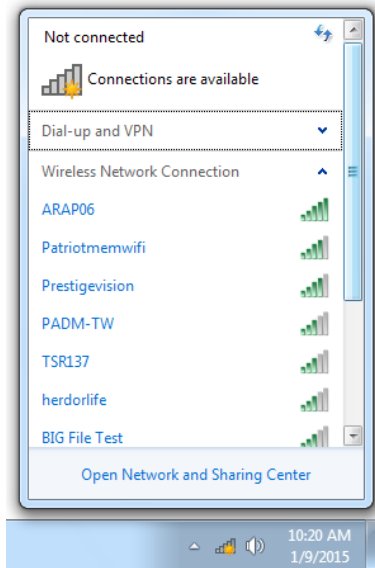 Not connected
Connections are available
Dial-up and VPN
Wireless Network Connection
ARAP06
Patriotmemwifi
Prestigevision
PADM-TW
TSR137
herdorlife
BIG File Test
Open Network and Sharing Center
10:20 AM
1/9/2015